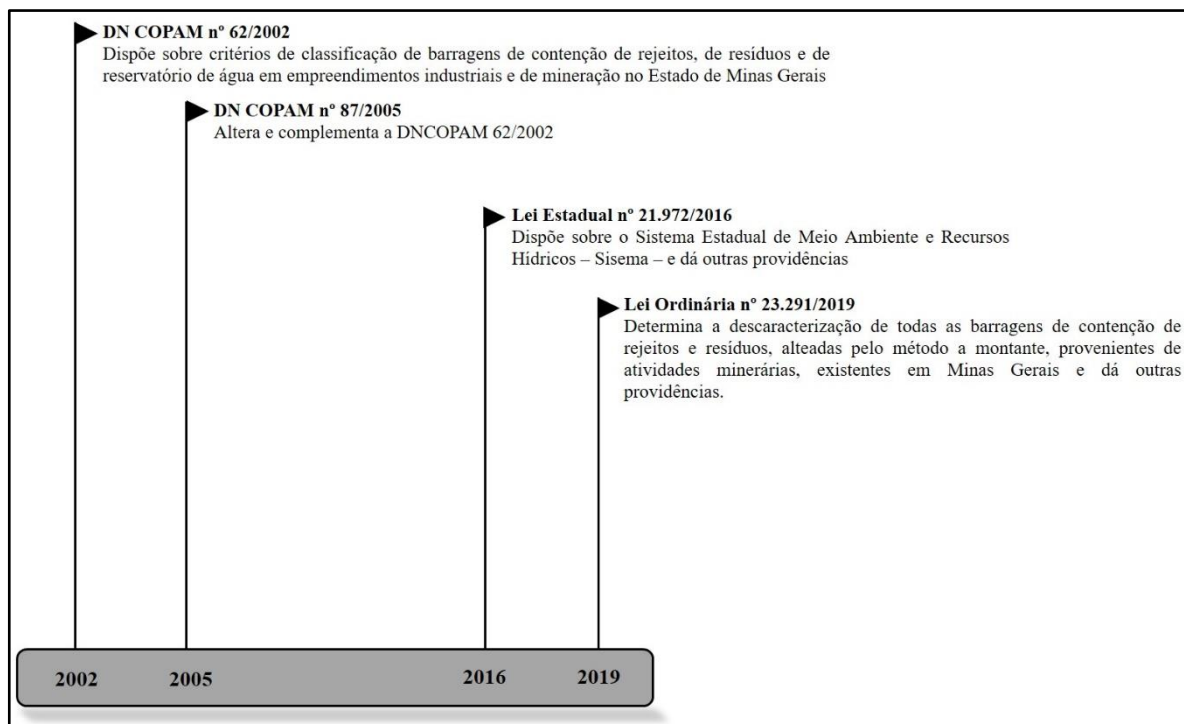 DN COPAM nº 62/2002
Dispõe sobre critérios de classificação de barragens de contenção de rejeitos, de resíduos e de
reservatório de água em empreendimentos industriais e de mineração no Estado de Minas Gerais
DN COPAM nº 87/2005
Altera e complementa a DNCOPAM 62/2002
Lei Estadual nº 21.972/2016
Dispõe sobre o Sistema Estadual de Meio Ambiente e Recursos
Hídricos – Sisema – e dá outras providências
Lei Ordinária nº 23.291/2019
Determina a descaracterização de todas as barragens de contenção de
rejeitos e resíduos, alteadas pelo método a montante, provenientes de
atividades minerárias, existentes em Minas Gerais e dá outras
providências.
2002 2005 2016 2019